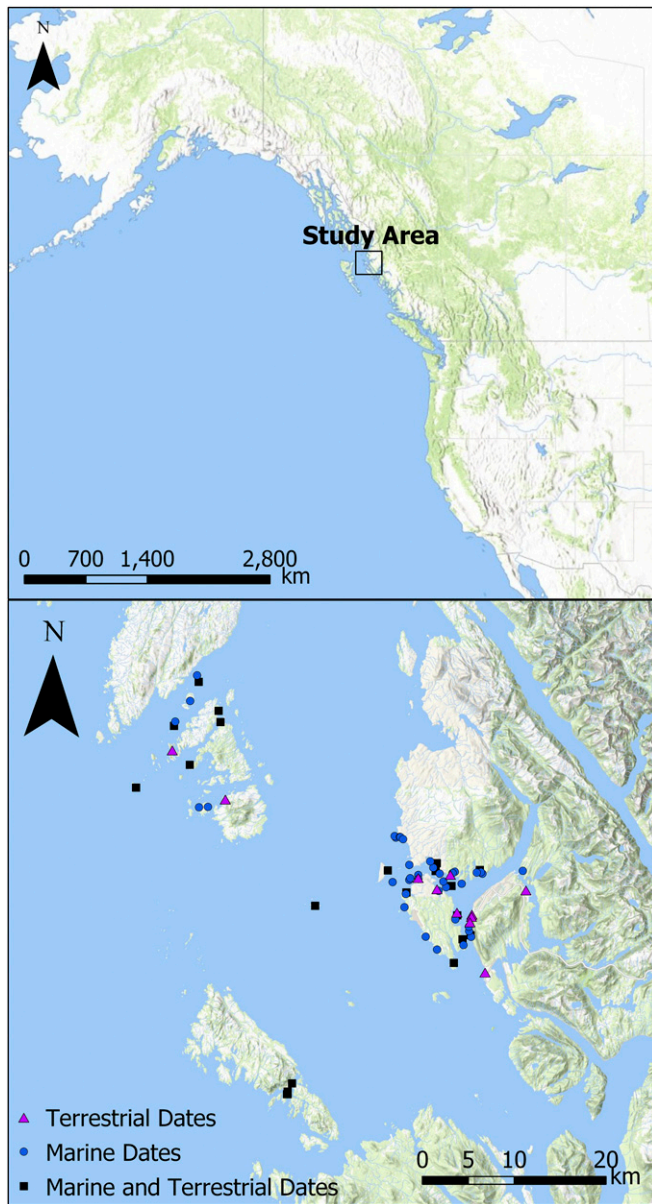 N
Study Area
0 700 1,400 2,800
km
N
Terrestrial Dates
Marine Dates
Marine and Terrestrial Dates
0 5 10 20
km